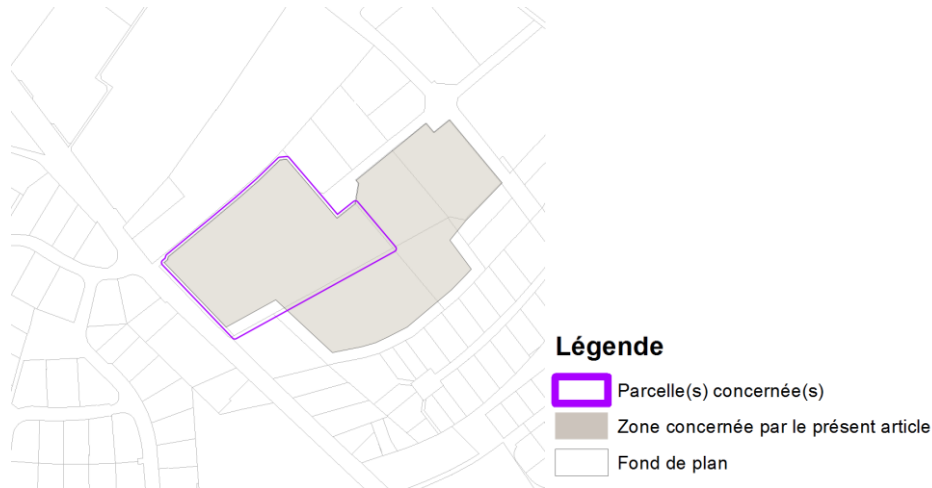 Légende
Parcelle(s) concernée(s)
Zone concernée par le présent article
Fond de plan